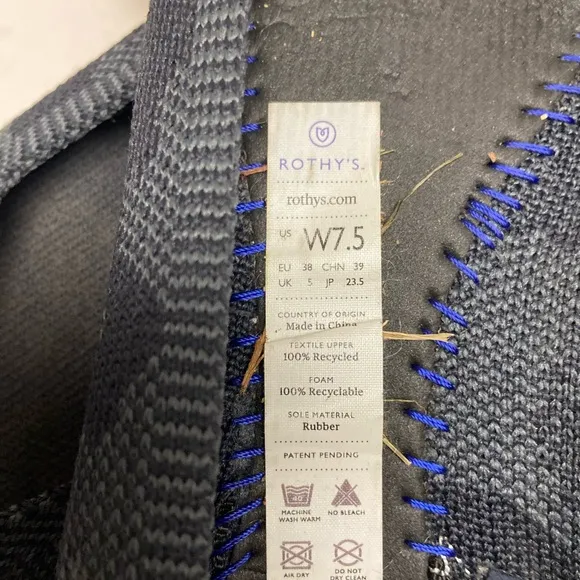 ROTHY'S
rothys.com
US W7.5
EU 38 CHN 39
UK 5 JP 23.5
COUNTRY OF ORIGIN
Made in China
TEXTILE UPPER
100% Recycled
FOAM
100% Recyclable
SOLE MATERIAL
Rubber
PATENT PENDING
40°
MACHINE WASH WARM
NO BLEACH
AIR DRY
DO NOT DRY CLEAN